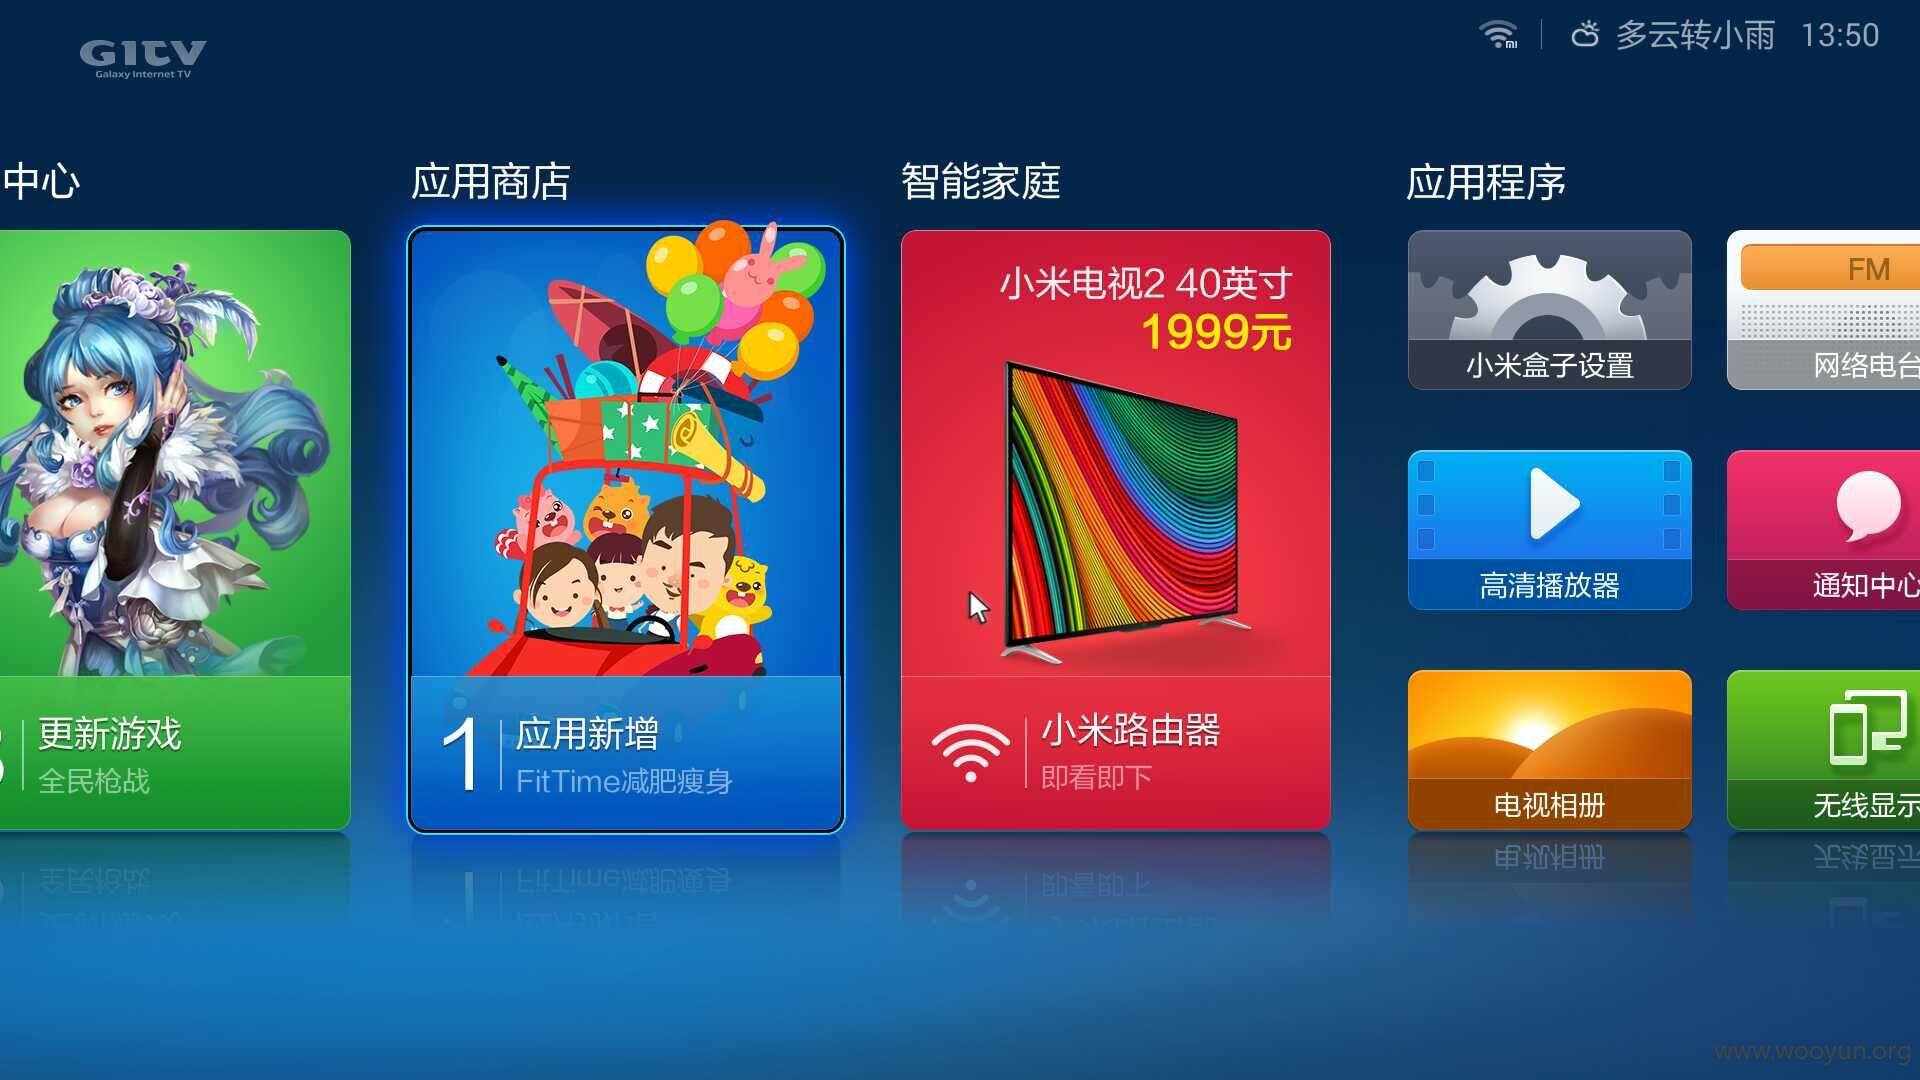 GITV
Galaxy Internet TV
MI
多云转小雨 13:50
中心
应用商店
智能家庭
应用程序
小米电视2 40英寸
1999元
FM
小米盒子设置
网络电台
高清播放器
通知中心
更新游戏
全民枪战
1
应用新增
FitTime减肥瘦身
小米路由器
即看即下
电视相册
无线显示
www.wooyun.org